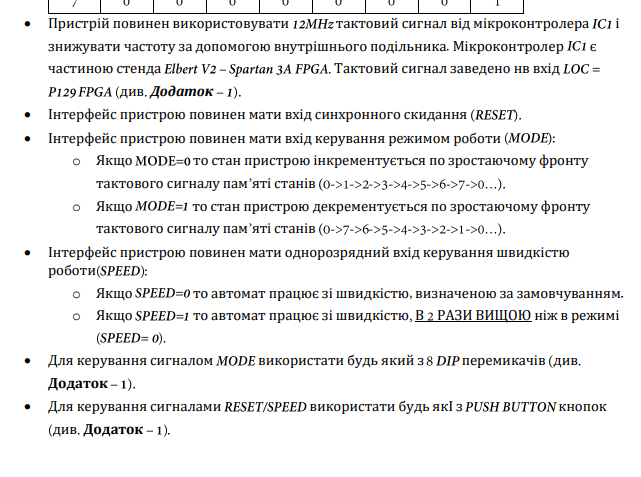 7 0 0 0 0 0 0 0 1
• Пристрій повинен використовувати 12MHz тактовий сигнал від мікроконтролера IC1 і
знижувати частоту за допомогою внутрішнього подільника. Мікроконтролер IC1 є
частиною стенда Elbert V2 – Spartan 3A FPGA. Тактовий сигнал заведено нв вхід LOC =
P129 FPGA (див. Додаток – 1).
• Інтерфейс пристрою повинен мати вхід синхронного скидання (RESET).
• Інтерфейс пристрою повинен мати вхід керування режимом роботи (MODE):
o Якщо MODE=0 то стан пристрою інкрементується по зростаючому фронту
тактового сигналу пам’яті станів (0->1->2->3->4->5->6->7->0…).
o Якщо MODE=1 то стан пристрою декрементується по зростаючому фронту
тактового сигналу пам’яті станів (0->7->6->5->4->3->2->1->0…).
• Інтерфейс пристрою повинен мати однорозрядний вхід керування швидкістю
роботи(SPEED):
o Якщо SPEED=0 то автомат працює зі швидкістю, визначеною за замовчуванням.
o Якщо SPEED=1 то автомат працює зі швидкістю, В 2 РАЗИ ВИЩОЮ ніж в режимі
(SPEED= 0).
• Для керування сигналом MODE використати будь який з 8 DIP перемикачів (див.
Додаток – 1).
• Для керування сигналами RESET/SPEED використати будь якІ з PUSH BUTTON кнопок
(див. Додаток – 1).